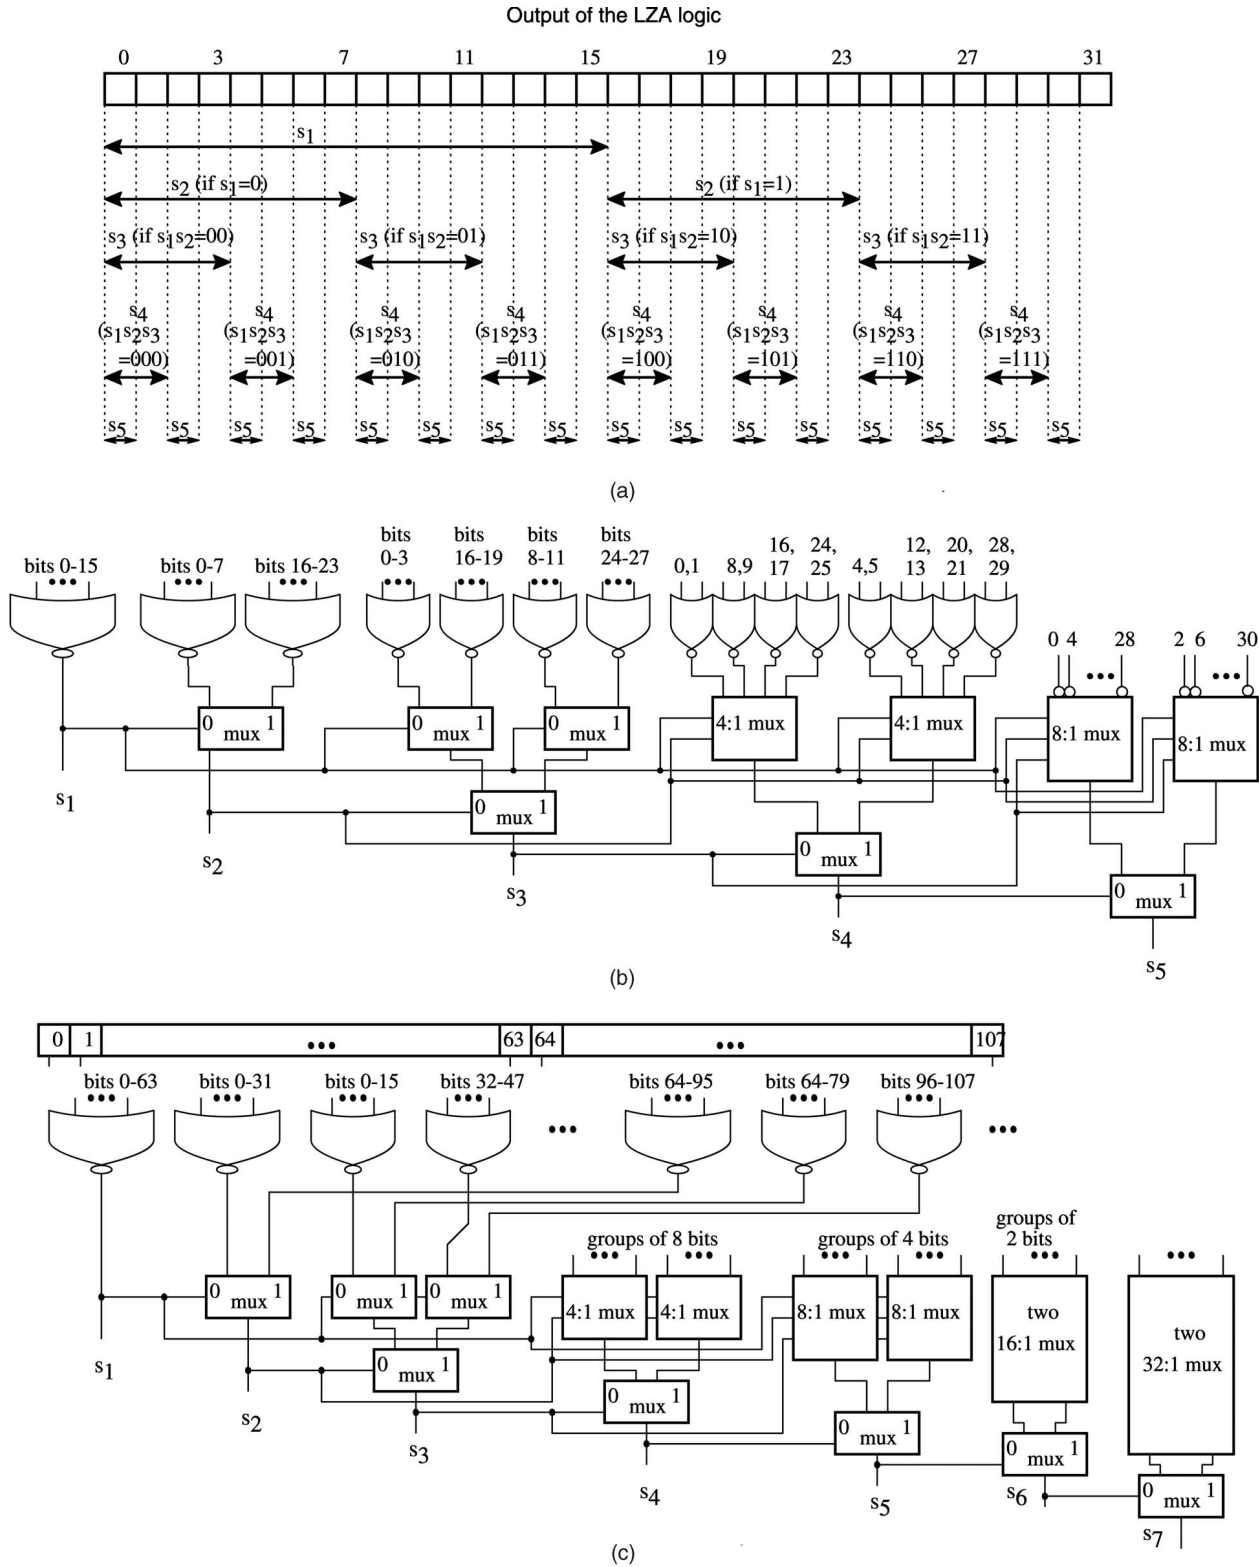 Output of the LZA logic
0 3 7 11 15 19 23 27 31
s1
s2 (if s1=0) s2 (if s1=1)
s3 (if s1s2=00) s3 (if s1s2=01) s3 (if s1s2=10) s3 (if s1s2=11)
s4 s4 s4 s4 s4 s4 s4 s4
(s1s2s3 (s1s2s3 (s1s2s3 (s1s2s3 (s1s2s3 (s1s2s3 (s1s2s3 (s1s2s3
=000) =001) =010) =011) =100) =101) =110) =111)
s5 s5 s5 s5 s5 s5 s5 s5 s5 s5 s5 s5 s5 s5 s5 s5
(a)
bits bits bits bits
bits 0-15 bits 0-7 bits 16-23 0-3 16-19 8-11 24-27
16, 24, 12, 20, 28,
0,1 8,9 17 25 4,5 13 21 29
0 4 ••• 28 2 6 ••• 30
0 mux 1 0 mux 1 0 mux 1 4:1 mux 4:1 mux 8:1 mux 8:1 mux
s1
0 mux 1
s2
0 mux 1
s3
0 mux 1
s4
s5
(b)
0 1 ••• 63 64 ••• 107
bits 0-63 bits 0-31 bits 0-15 bits 32-47 bits 64-95 bits 64-79 bits 96-107
••• •••
groups of 8 bits groups of 4 bits groups of
2 bits
0 mux 1 0 mux 1 0 mux 1 4:1 mux 4:1 mux 8:1 mux 8:1 mux two
16:1 mux two
32:1 mux
s1
0 mux 1
s2
0 mux 1
s3
0 mux 1
s4
0 mux 1
s5
0 mux 1
s6
s7
(c)